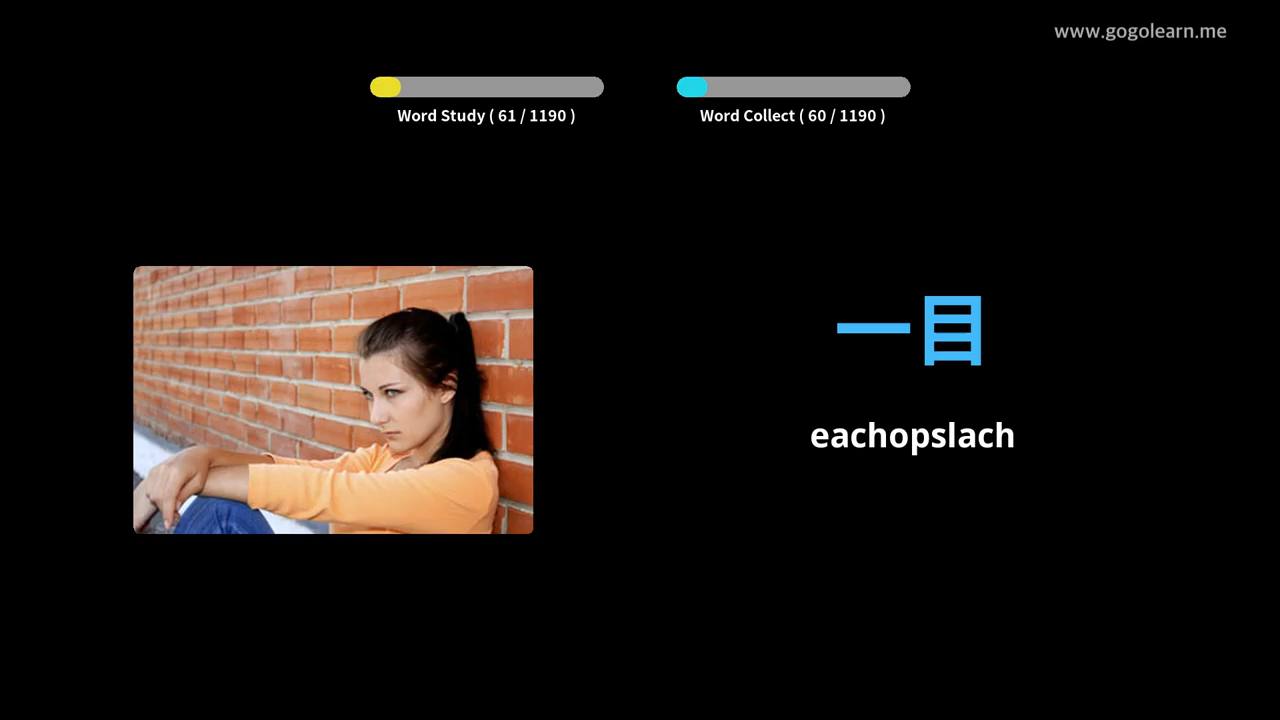 www.gogolearn.me
Word Study ( 61 / 1190 )
Word Collect ( 60 / 1190 )
一目
eachopslach